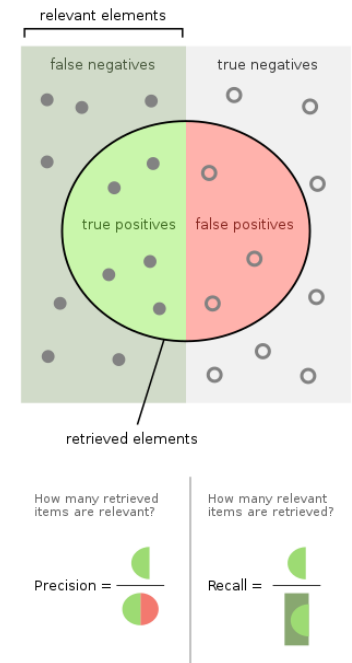 relevant elements
false negatives
true negatives
true positives
false positives
retrieved elements
How many retrieved
items are relevant?
Precision =
How many relevant
items are retrieved?
Recall =